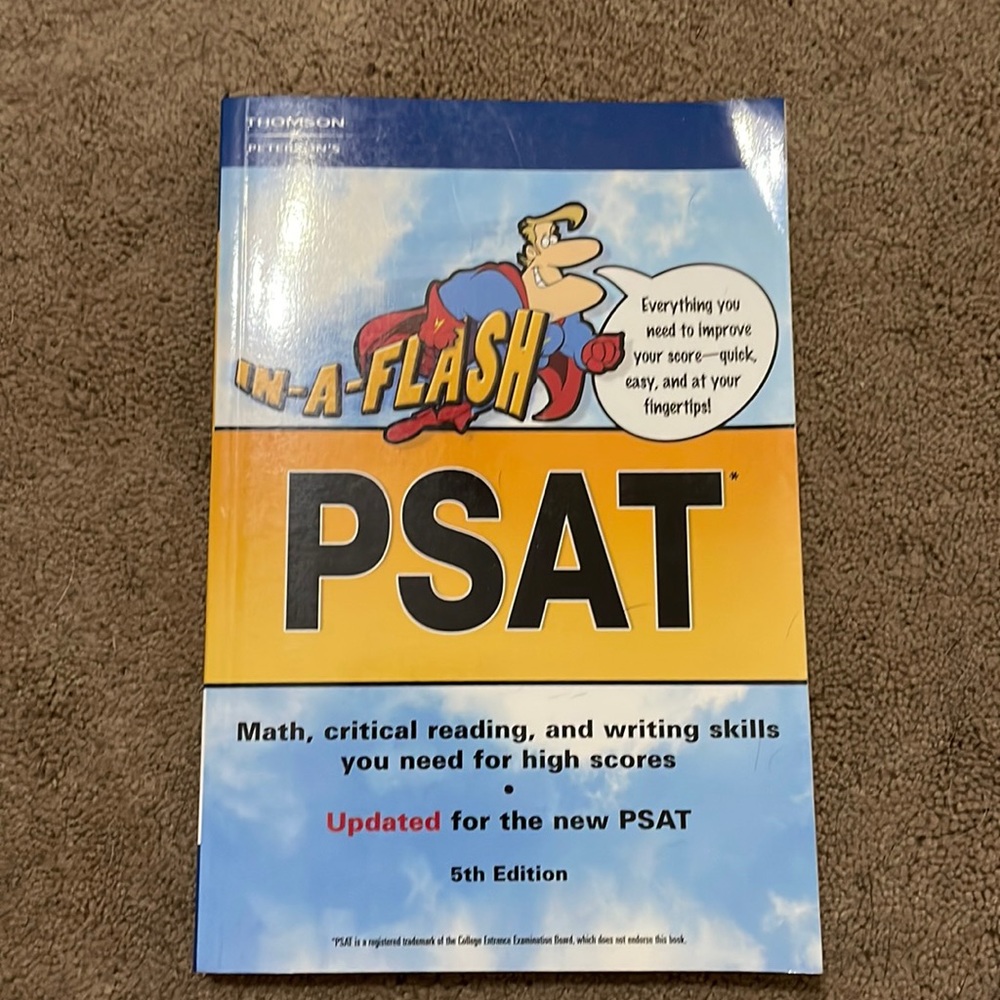 THOMSON
PETERSON'S
IN-A-FLASH
Everything you
need to improve
your score—quick,
easy, and at your
fingertips!
PSAT*
Math, critical reading, and writing skills
you need for high scores
•
Updated for the new PSAT
5th Edition
*PSAT is a registered trademark of the College Entrance Examination Board, which does not endorse this book.